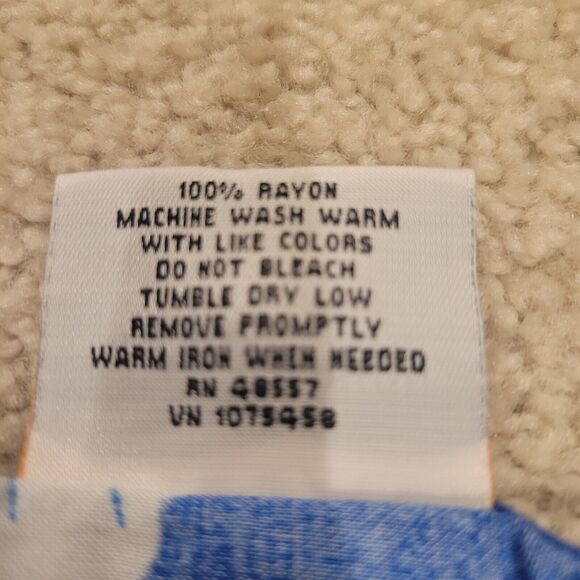 100% RAYON
MACHINE WASH WARM
WITH LIKE COLORS
DO NOT BLEACH
TUMBLE DRY LOW
REMOVE PROMPTLY
WARM IRON WHEN NEEDED
RN 48557
VN 1075458